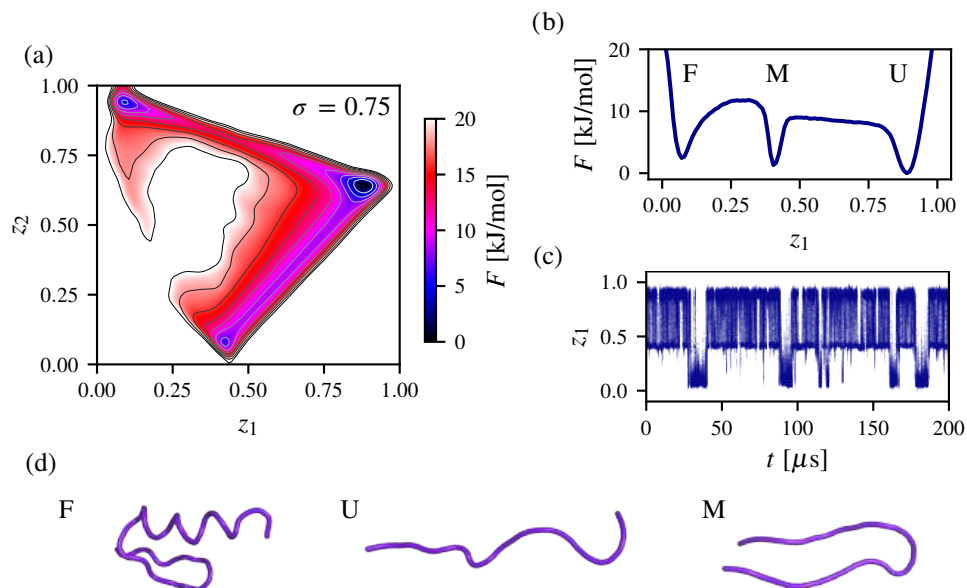 (a)
σ = 0.75
1.00
0.75
0.50
0.25
0.00
z₂
0.00 0.25 0.50 0.75 1.00
z₁
20
15
10
5
0
F [kJ/mol]
(b)
F M U
20
10
0
F [kJ/mol]
0.00 0.25 0.50 0.75 1.00
z₁
(c)
1.0
0.5
0.0
z₁
0 50 100 150 200
t [μs]
(d)
F U M